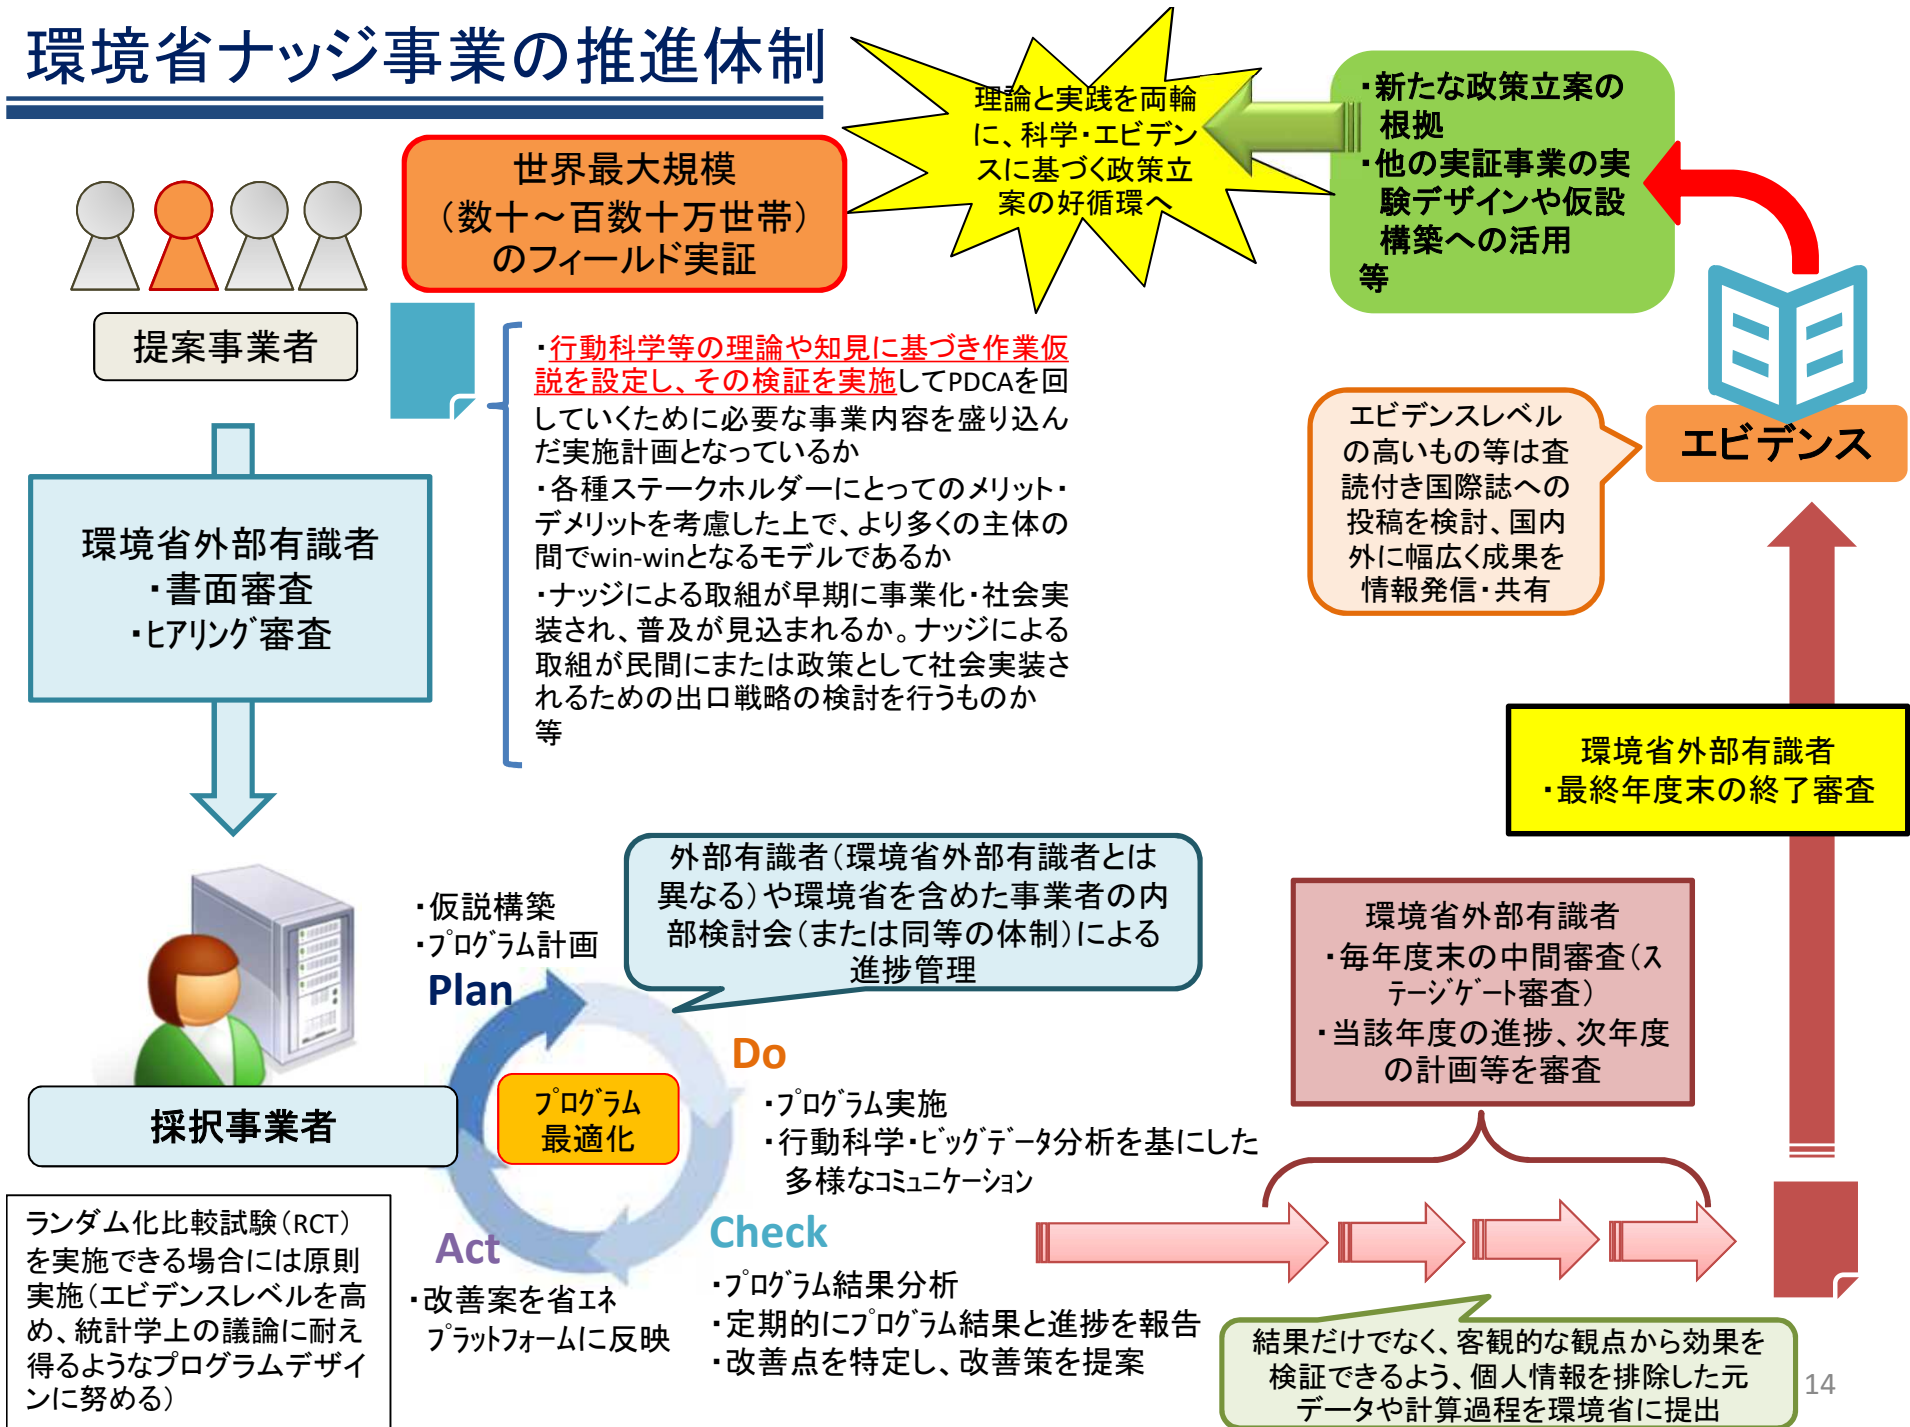 環境省ナッジ事業の推進体制
理論と実践を両輪
に、科学・エビデン
スに基づく政策立
案の好循環へ
・新たな政策立案の
根拠
・他の実証事業の実
験デザインや仮設
構築への活用
等
世界最大規模
（数十～百数十万世帯）
のフィールド実証
提案事業者
・行動科学等の理論や知見に基づき作業仮
説を設定し、その検証を実施してPDCAを回
していくために必要な事業内容を盛り込ん
だ実施計画となっているか
・各種ステークホルダーにとってのメリット・
デメリットを考慮した上で、より多くの主体の
間でwin-winとなるモデルであるか
・ナッジによる取組が早期に事業化・社会実
装され、普及が見込まれるか。ナッジによる
取組が民間にまたは政策として社会実装さ
れるための出口戦略の検討を行うものか
等
エビデンスレベル
の高いもの等は査
読付き国際誌への
投稿を検討、国内
外に幅広く成果を
情報発信・共有
エビデンス
環境省外部有識者
・書面審査
・ﾋｱﾘﾝｸﾞ審査
環境省外部有識者
・最終年度末の終了審査
外部有識者（環境省外部有識者とは
異なる）や環境省を含めた事業者の内
部検討会（または同等の体制）による
進捗管理
・仮説構築
・ﾌﾟﾛｸﾞﾗﾑ計画
Plan
環境省外部有識者
・毎年度末の中間審査（ｽ
ﾃｰｼﾞｹﾞｰﾄ審査）
・当該年度の進捗、次年度
の計画等を審査
Do
・ﾌﾟﾛｸﾞﾗﾑ実施
・行動科学・ﾋﾞｯｸﾞﾃﾞｰﾀ分析を基にした
多様なｺﾐｭﾆｹｰｼｮﾝ
ﾌﾟﾛｸﾞﾗﾑ
最適化
採択事業者
ランダム化比較試験（RCT）
を実施できる場合には原則
実施（エビデンスレベルを高
め、統計学上の議論に耐え
得るようなプログラムデザイ
ンに努める）
Act
・改善案を省ｴﾈ
ﾌﾟﾗｯﾄﾌｫｰﾑに反映
Check
・ﾌﾟﾛｸﾞﾗﾑ結果分析
・定期的にﾌﾟﾛｸﾞﾗﾑ結果と進捗を報告
・改善点を特定し、改善策を提案
結果だけでなく、客観的な観点から効果を
検証できるよう、個人情報を排除した元
データや計算過程を環境省に提出
14